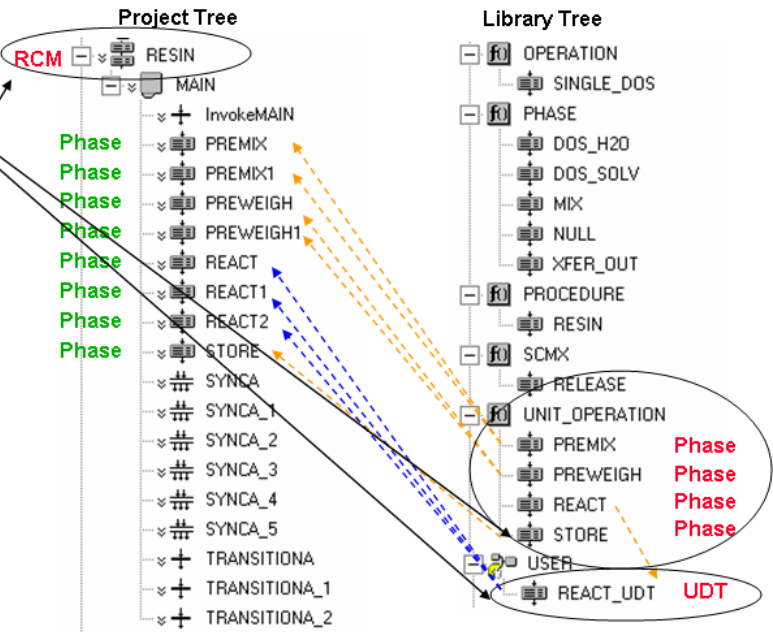 Project Tree
RCM RESIN
MAIN
InvokeMAIN
Phase PREMIX
Phase PREMIX1
Phase PREWEIGH
Phase PREWEIGH1
Phase REACT
Phase REACT1
Phase REACT2
Phase STORE
SYNCA
SYNCA_1
SYNCA_2
SYNCA_3
SYNCA_4
SYNCA_5
TRANSITIONA
TRANSITIONA_1
TRANSITIONA_2
Library Tree
f() OPERATION
SINGLE_DOS
f() PHASE
DOS_H2O
DOS_SOLV
MIX
NULL
XFER_OUT
f() PROCEDURE
RESIN
f() SCMX
RELEASE
f() UNIT_OPERATION
PREMIX Phase
PREWEIGH Phase
REACT Phase
STORE Phase
USER
REACT_UDT UDT